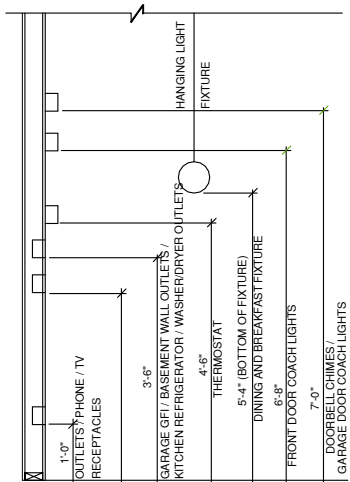 HANGING LIGHT
FIXTURE
1'-0"
OUTLETS / PHONE / TV
RECEPTACLES
3'-6"
GARAGE GFI / BASEMENT WALL OUTLETS /
KITCHEN REFRIGERATOR / WASHER/DRYER OUTLETS
4'-6"
THERMOSTAT
5'-4" (BOTTOM OF FIXTURE)
DINING AND BREAKFAST FIXTURE
6'-8"
FRONT DOOR COACH LIGHTS
7'-0"
DOORBELL CHIMES /
GARAGE DOOR COACH LIGHTS